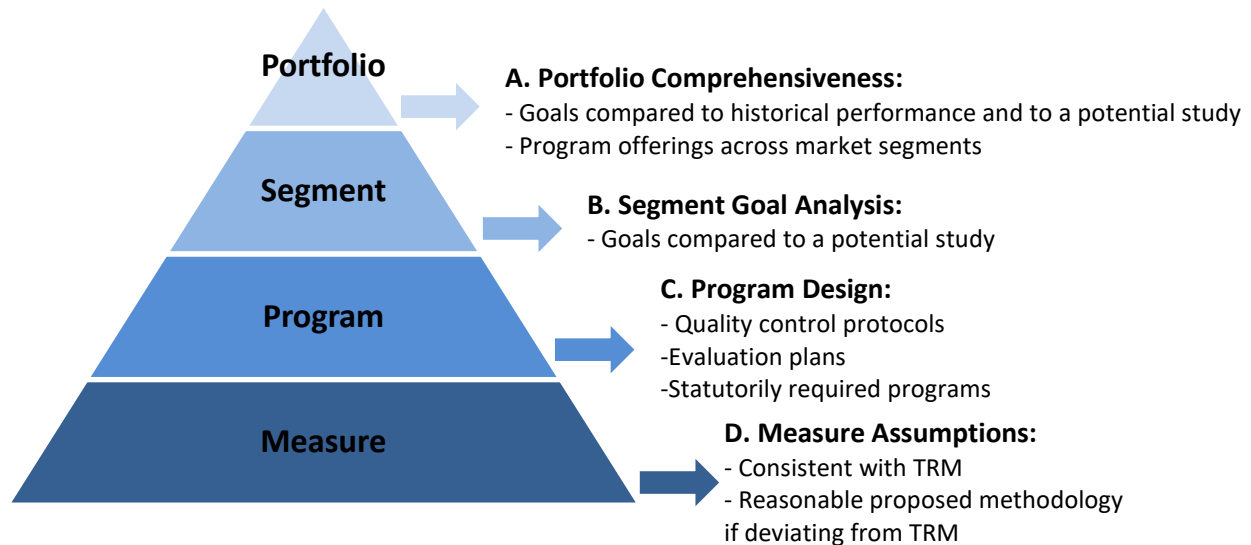 Portfolio
A. Portfolio Comprehensiveness:
- Goals compared to historical performance and to a potential study
- Program offerings across market segments
Segment
B. Segment Goal Analysis:
- Goals compared to a potential study
Program
C. Program Design:
- Quality control protocols
-Evaluation plans
-Statutorily required programs
Measure
D. Measure Assumptions:
- Consistent with TRM
- Reasonable proposed methodology
if deviating from TRM